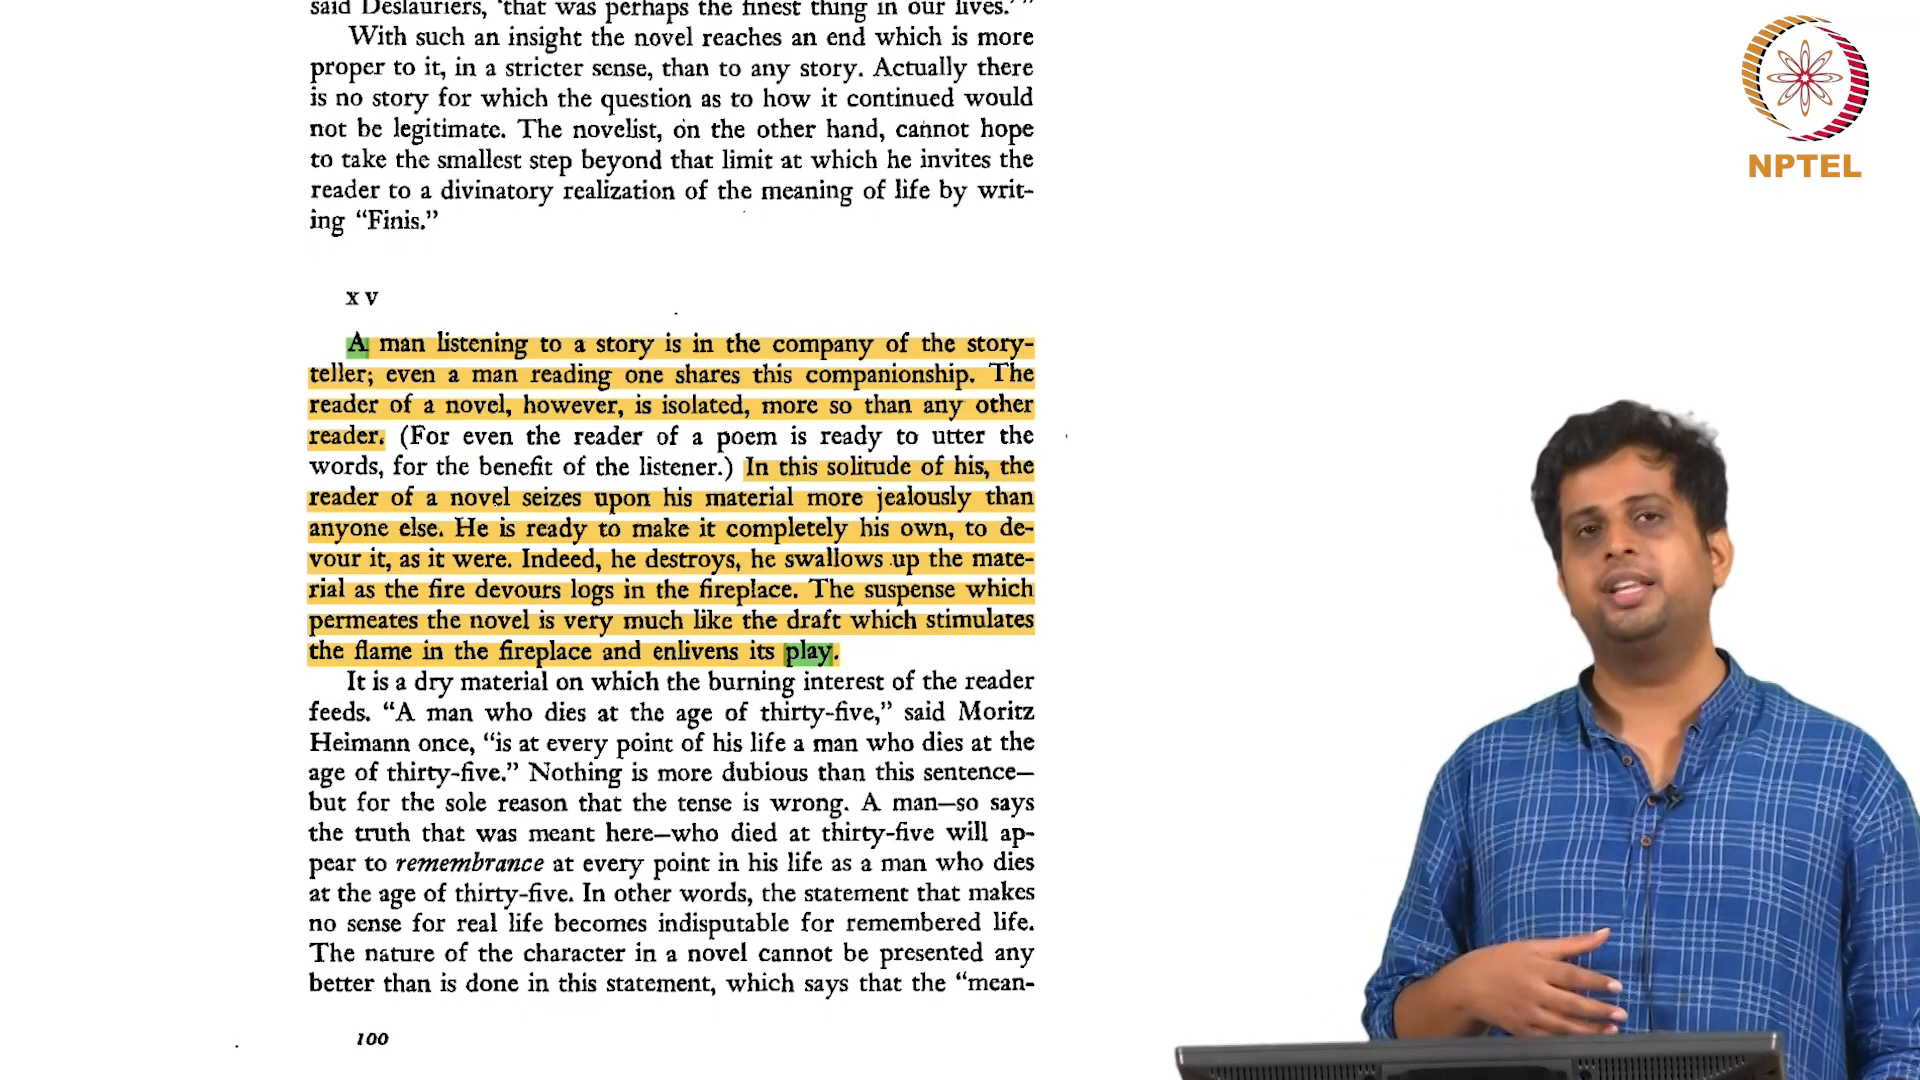 said Deslauriers, 'that was perhaps the finest thing in our lives.' "
With such an insight the novel reaches an end which is more
proper to it, in a stricter sense, than to any story. Actually there
is no story for which the question as to how it continued would
not be legitimate. The novelist, on the other hand, cannot hope
to take the smallest step beyond that limit at which he invites the
reader to a divinatory realization of the meaning of life by writ-
ing “Finis.”
XV
A man listening to a story is in the company of the story-
teller; even a man reading one shares this companionship. The
reader of a novel, however, is isolated, more so than any other
reader. (For even the reader of a poem is ready to utter the
words, for the benefit of the listener.) In this solitude of his, the
reader of a novel seizes upon his material more jealously than
anyone else. He is ready to make it completely his own, to de-
vour it, as it were. Indeed, he destroys, he swallows up the mate-
rial as the fire devours logs in the fireplace. The suspense which
permeates the novel is very much like the draft which stimulates
the flame in the fireplace and enlivens its play.
It is a dry material on which the burning interest of the reader
feeds. “A man who dies at the age of thirty-five,” said Moritz
Heimann once, “is at every point of his life a man who dies at the
age of thirty-five.” Nothing is more dubious than this sentence—
but for the sole reason that the tense is wrong. A man—so says
the truth that was meant here—who died at thirty-five will ap-
pear to remembrance at every point in his life as a man who dies
at the age of thirty-five. In other words, the statement that makes
no sense for real life becomes indisputable for remembered life.
The nature of the character in a novel cannot be presented any
better than is done in this statement, which says that the “mean-
100
NPTEL